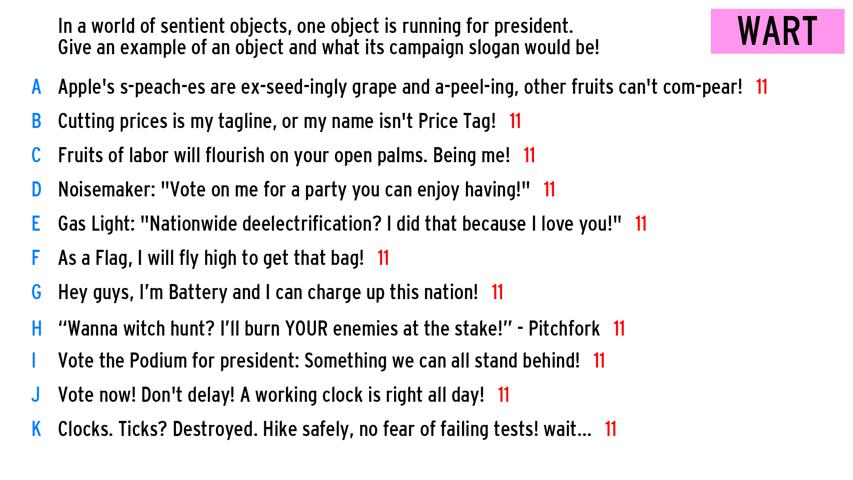 In a world of sentient objects, one object is running for president.
Give an example of an object and what its campaign slogan would be!
WART
A Apple's s-peach-es are ex-seed-ingly grape and a-peel-ing, other fruits can't com-pear! 11
B Cutting prices is my tagline, or my name isn't Price Tag! 11
C Fruits of labor will flourish on your open palms. Being me! 11
D Noisemaker: "Vote on me for a party you can enjoy having!" 11
E Gas Light: "Nationwide deelectrification? I did that because I love you!" 11
F As a Flag, I will fly high to get that bag! 11
G Hey guys, I’m Battery and I can charge up this nation! 11
H “Wanna witch hunt? I’ll burn YOUR enemies at the stake!” - Pitchfork 11
I Vote the Podium for president: Something we can all stand behind! 11
J Vote now! Don't delay! A working clock is right all day! 11
K Clocks. Ticks? Destroyed. Hike safely, no fear of failing tests! wait... 11